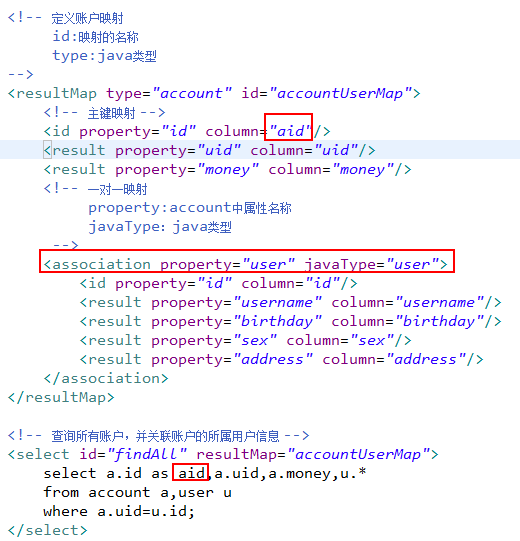 <!-- 定义账户映射
id:映射的名称
type:java类型
-->
<resultMap type="account" id="accountUserMap">
<!-- 主键映射 -->
<id property="id" column="aid"/>
<result property="uid" column="uid"/>
<result property="money" column="money"/>
<!-- 一对一映射
property:account中属性名称
javaType：java类型
-->
<association property="user" javaType="user">
<id property="id" column="id"/>
<result property="username" column="username"/>
<result property="birthday" column="birthday"/>
<result property="sex" column="sex"/>
<result property="address" column="address"/>
</association>
</resultMap>
<!-- 查询所有账户，并关联账户的所属用户信息 -->
<select id="findAll" resultMap="accountUserMap">
select a.id as aid,a.uid,a.money,u.*
from account a,user u
where a.uid=u.id;
</select>